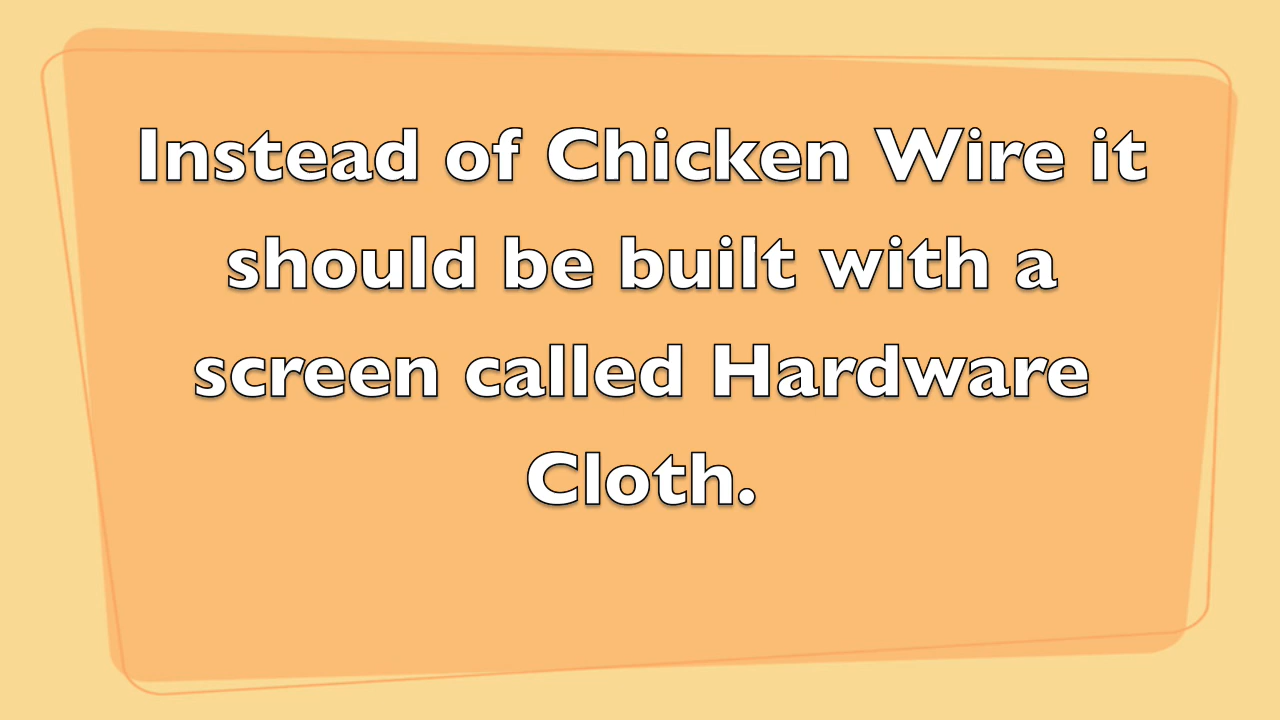 Instead of Chicken Wire it
should be built with a
screen called Hardware
Cloth.